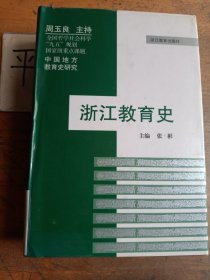 周玉良 主持
全国哲学社会科学
"九五"规划
国家级重点课题
中国地方
教育史研究
浙江教育史
主编 张彬